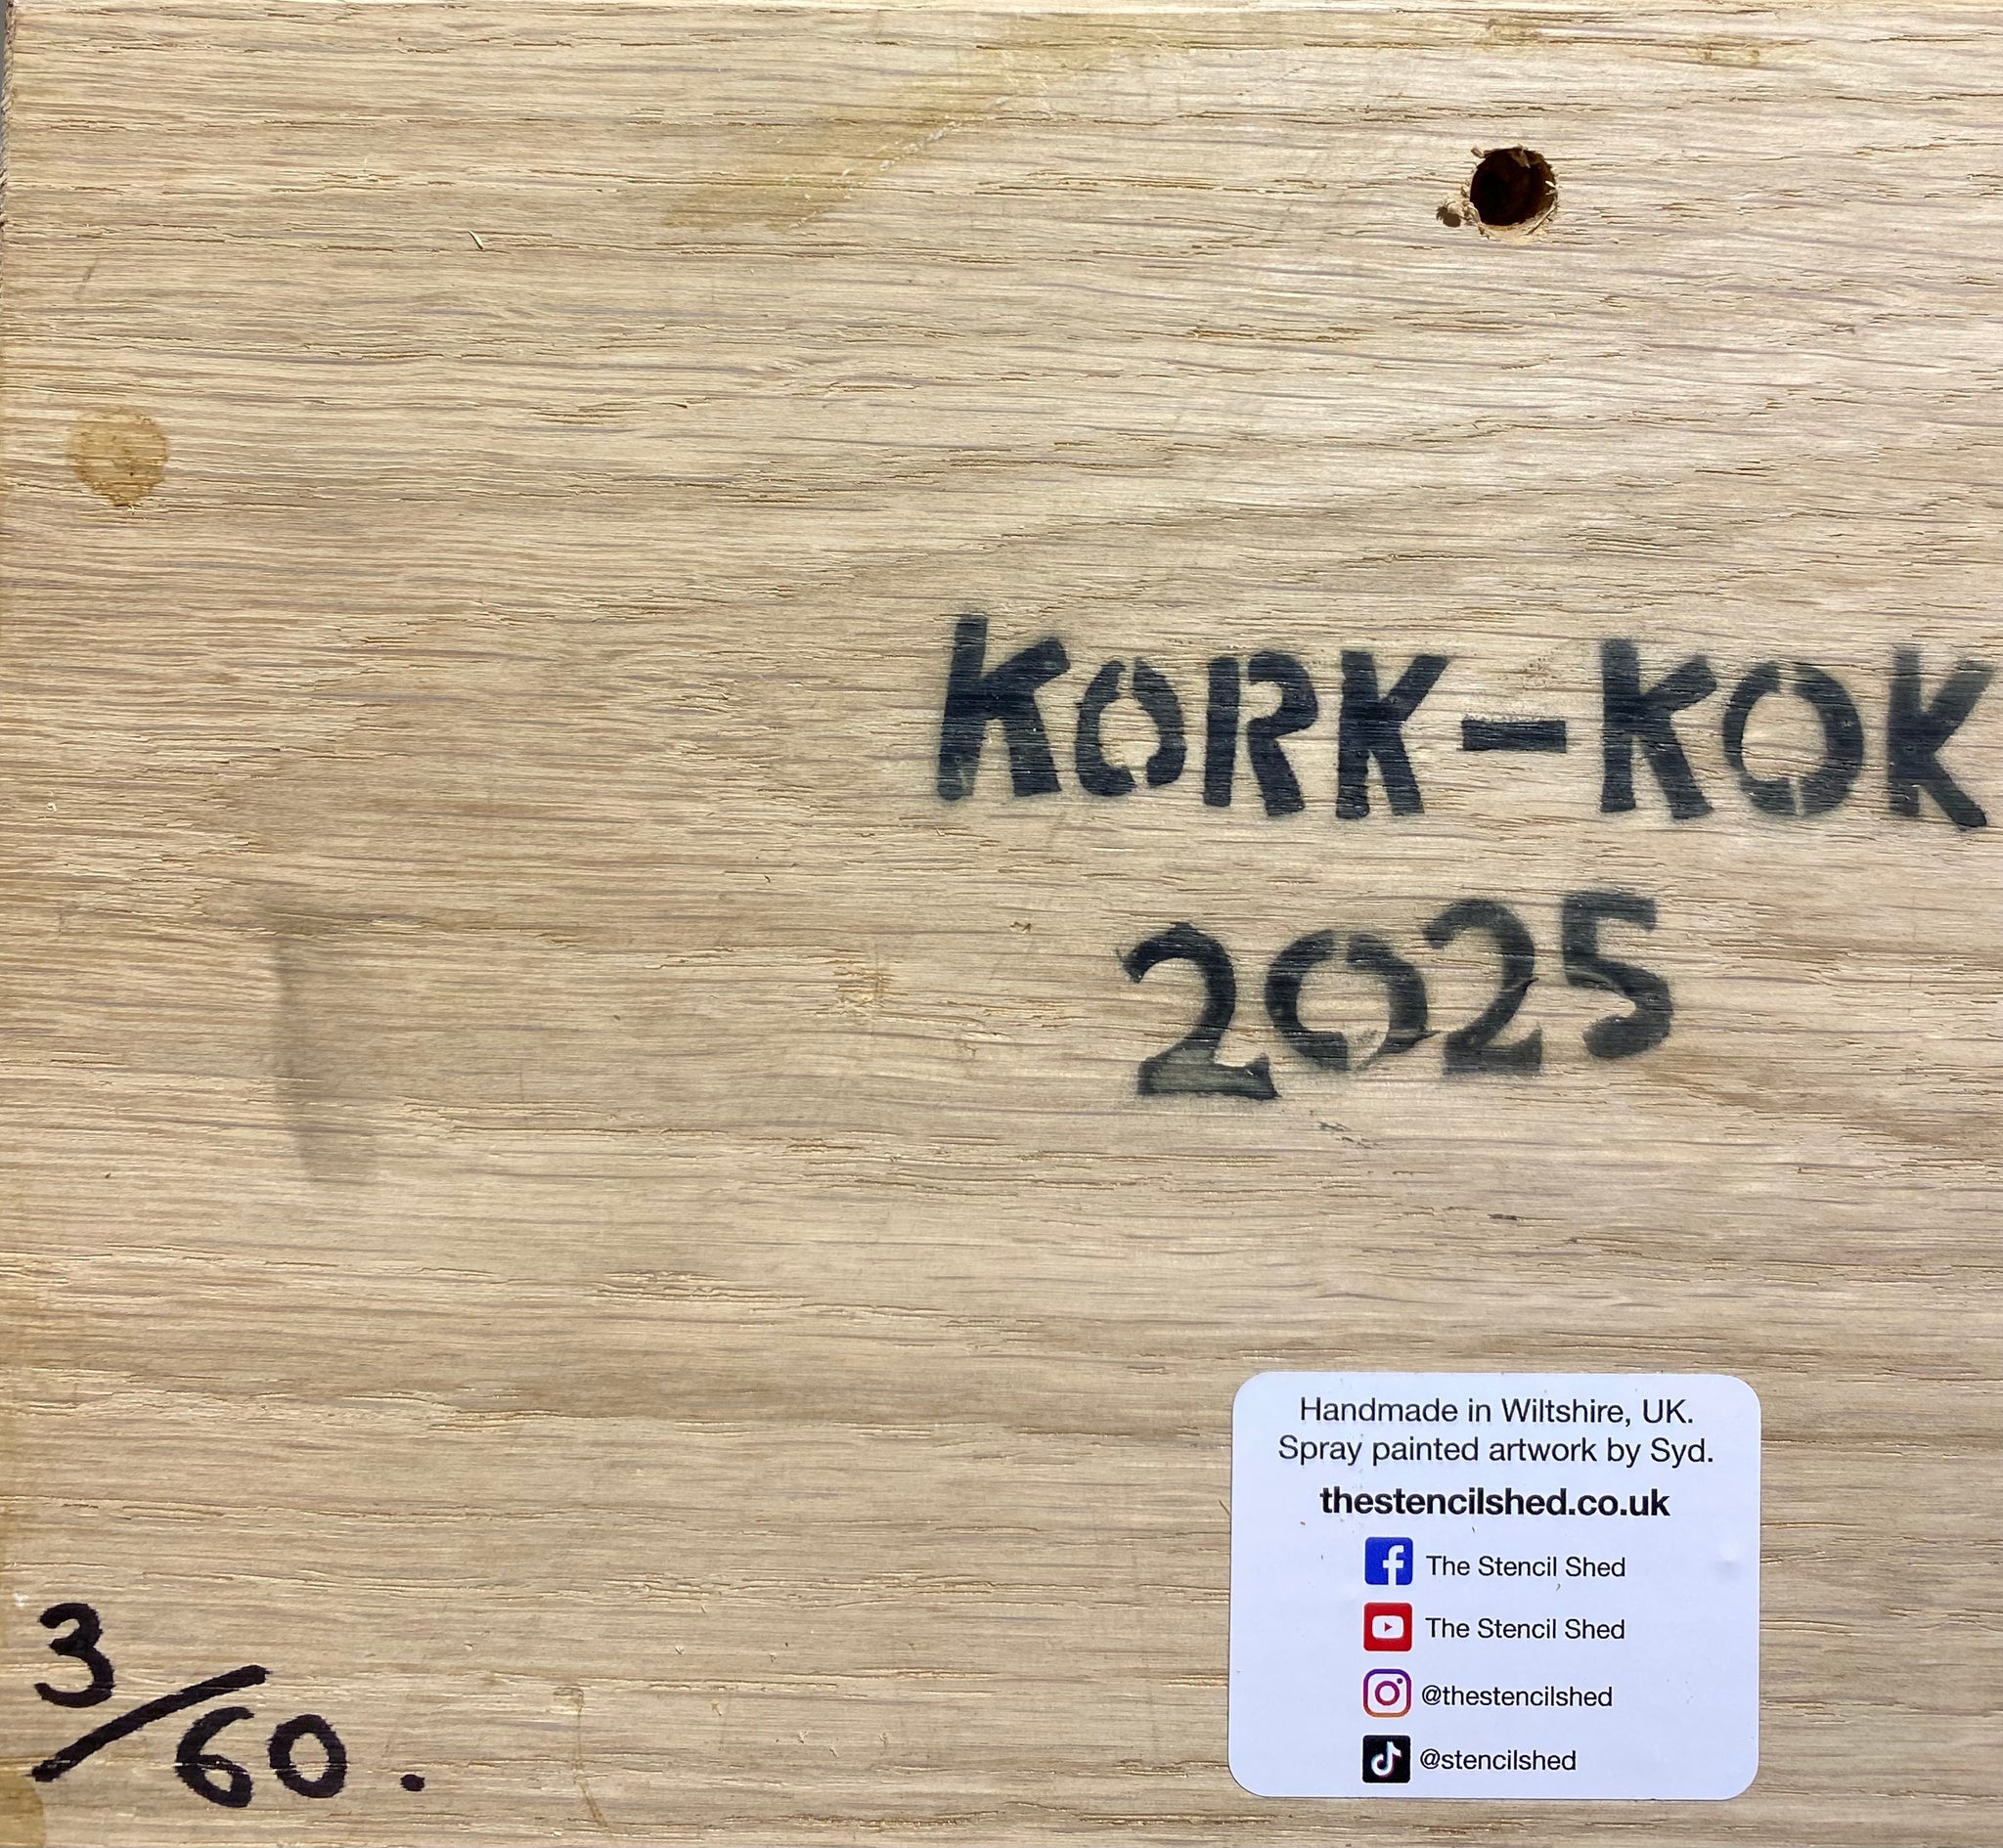 KORK-KOK
2025
Handmade in Wiltshire, UK.
Spray painted artwork by Syd.
thestencilshed.co.uk
The Stencil Shed
The Stencil Shed
@thestencilshed
@stencilshed
3/60.